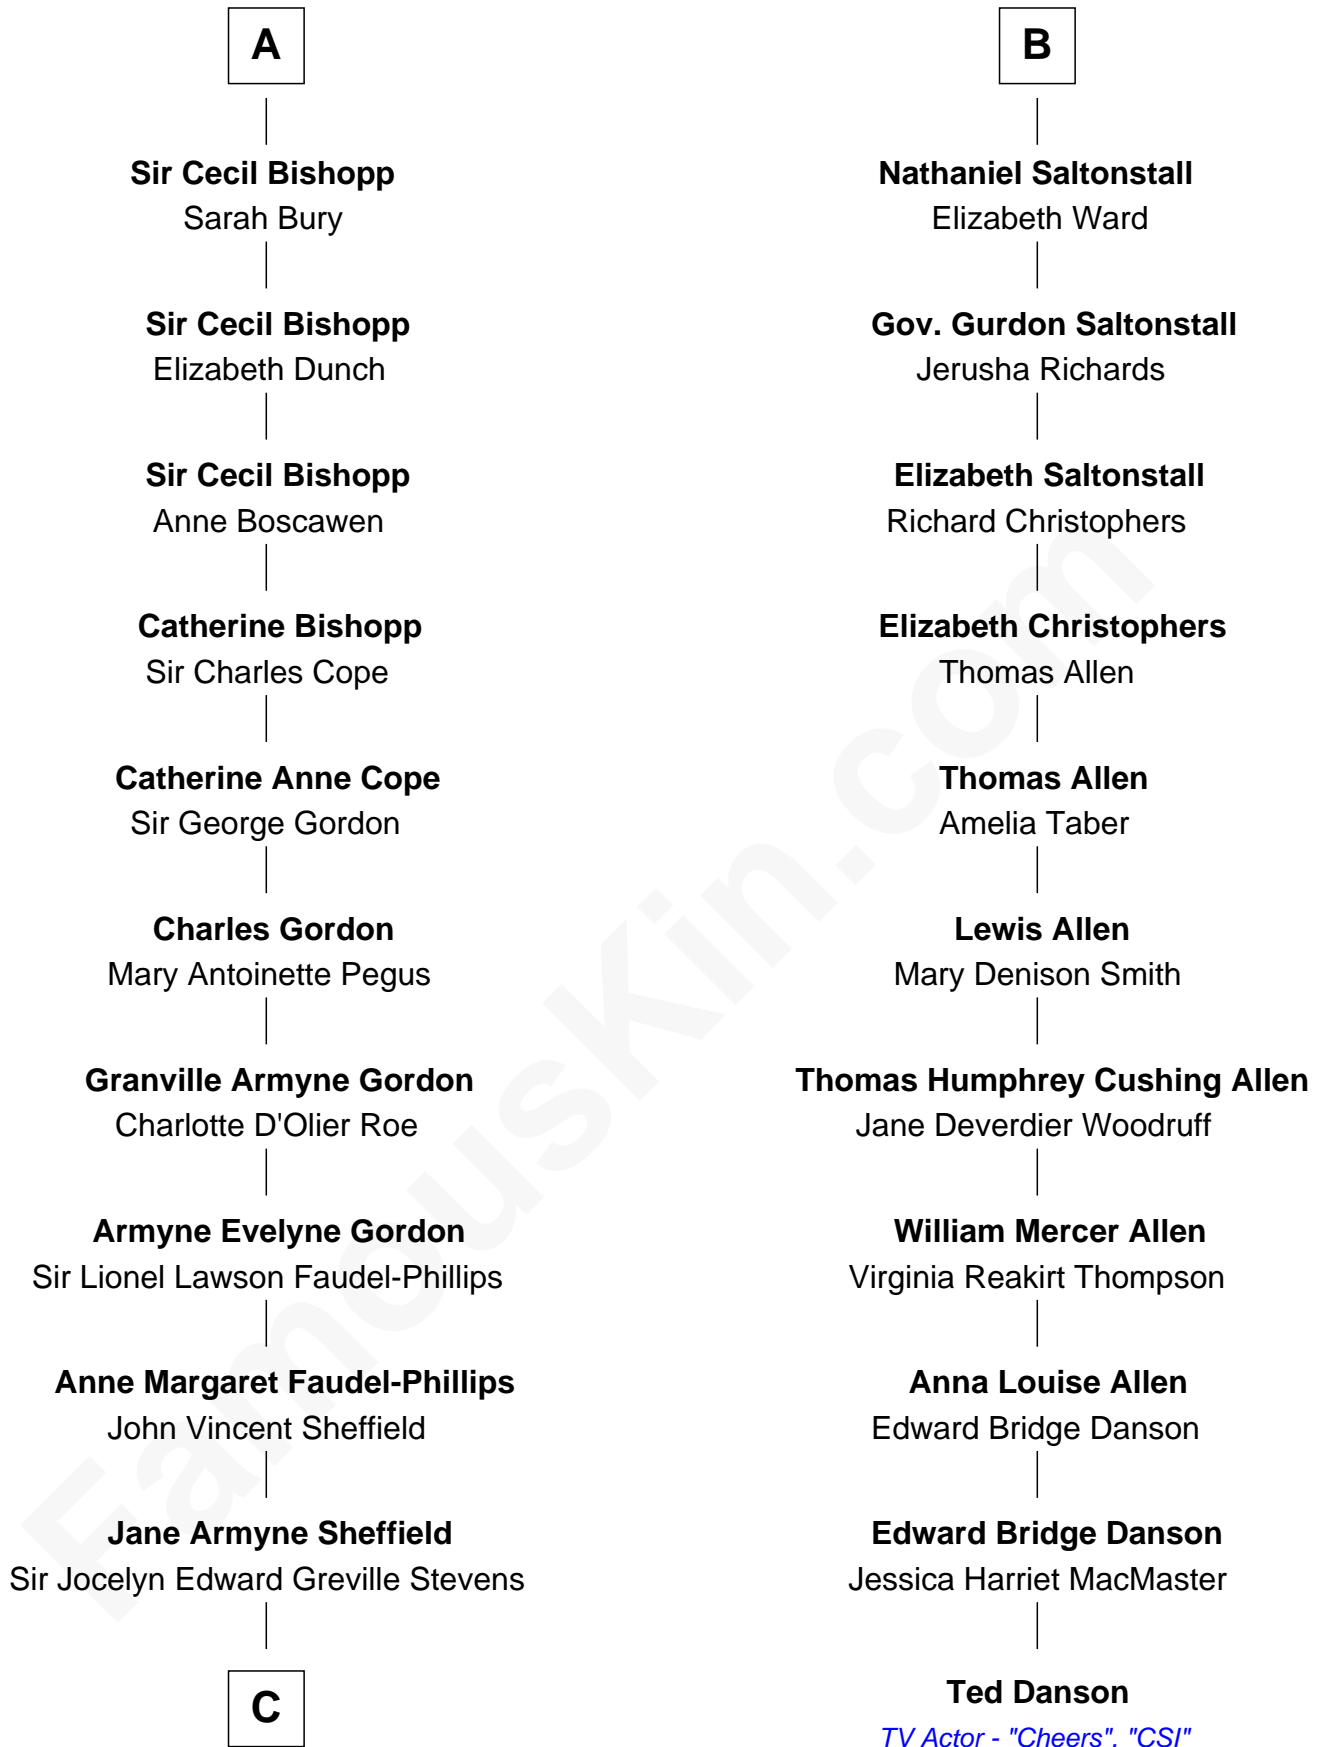 A
Sir Cecil Bishopp
Sarah Bury
Sir Cecil Bishopp
Elizabeth Dunch
Sir Cecil Bishopp
Anne Boscawen
Catherine Bishopp
Sir Charles Cope
Catherine Anne Cope
Sir George Gordon
Charles Gordon
Mary Antoinette Pegus
Granville Armyne Gordon
Charlotte D'Olier Roe
Armyne Evelyne Gordon
Sir Lionel Lawson Faudel-Phillips
Anne Margaret Faudel-Phillips
John Vincent Sheffield
Jane Armyne Sheffield
Sir Jocelyn Edward Greville Stevens
C
B
Nathaniel Saltonstall
Elizabeth Ward
Gov. Gurdon Saltonstall
Jerusha Richards
Elizabeth Saltonstall
Richard Christophers
Elizabeth Christophers
Thomas Allen
Thomas Allen
Amelia Taber
Lewis Allen
Mary Denison Smith
Thomas Humphrey Cushing Allen
Jane Deverdier Woodruff
William Mercer Allen
Virginia Reakirt Thompson
Anna Louise Allen
Edward Bridge Danson
Edward Bridge Danson
Jessica Harriet MacMaster
Ted Danson
TV Actor - "Cheers", "CSI"
FamousKin.com